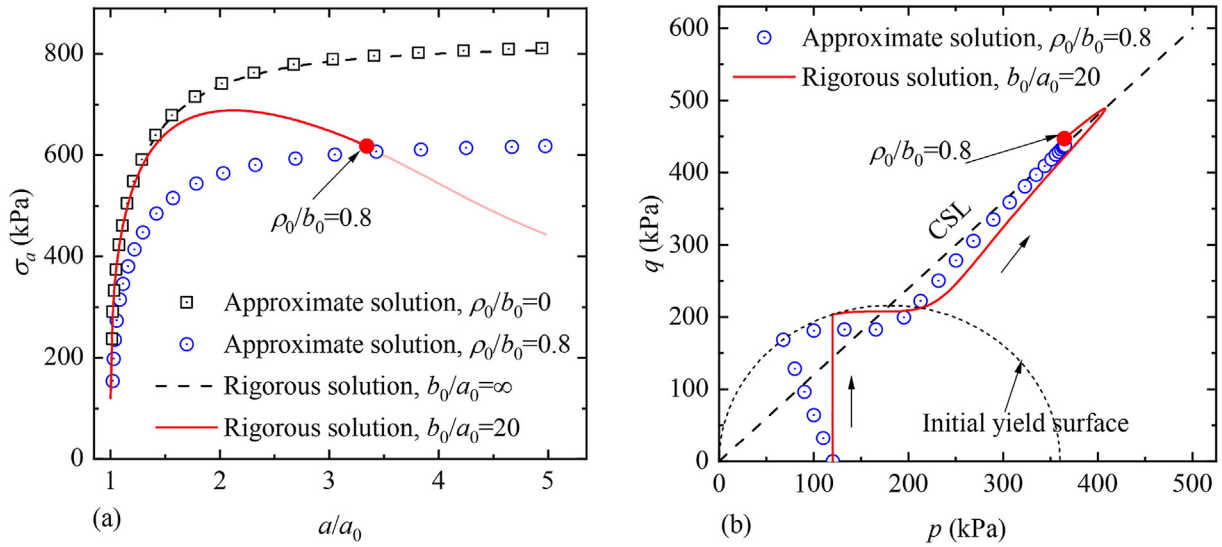 800
600
400
200
0
σₐ (kPa)
ρ₀/b₀=0.8
Approximate solution, ρ₀/b₀=0
Approximate solution, ρ₀/b₀=0.8
Rigorous solution, b₀/a₀=∞
Rigorous solution, b₀/a₀=20
1 2 3 4 5
(a)
a/a₀
600
500
400
300
200
100
0
q (kPa)
Approximate solution, ρ₀/b₀=0.8
Rigorous solution, b₀/a₀=20
ρ₀/b₀=0.8
CSL
Initial yield surface
0 100 200 300 400 500
(b)
p (kPa)